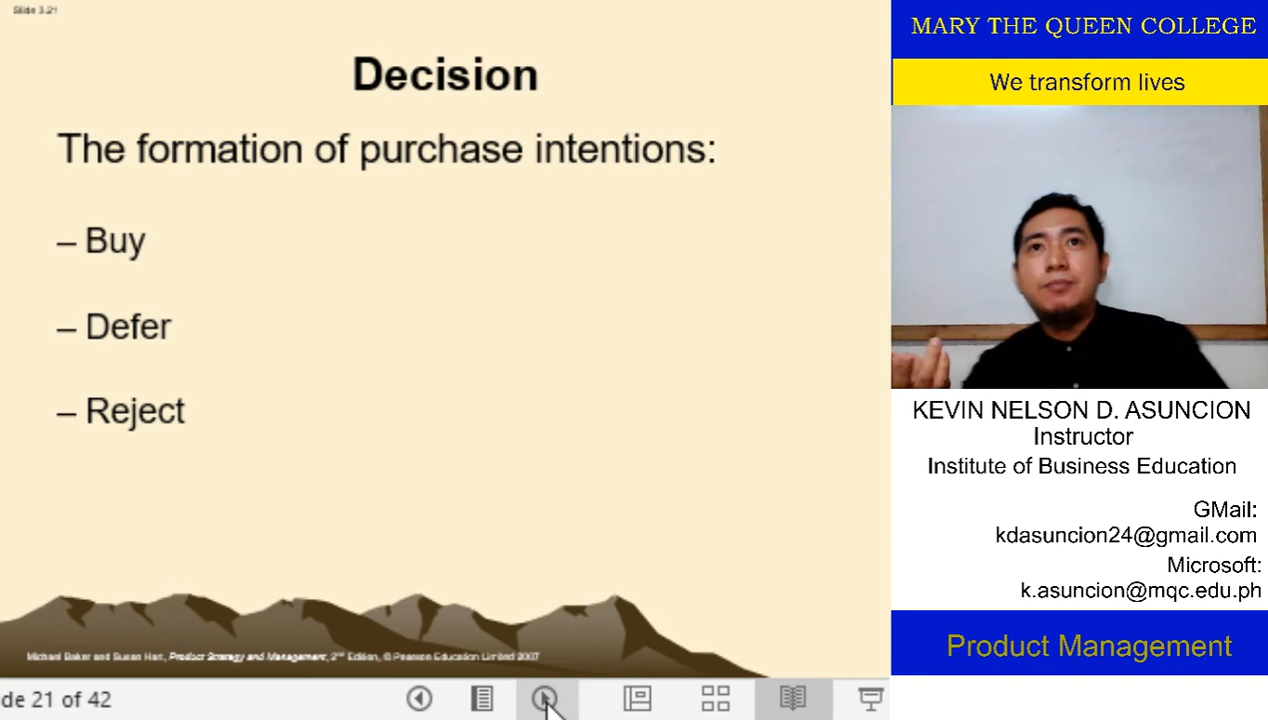 Slide 3.21
Decision
The formation of purchase intentions:
– Buy
– Defer
– Reject
Michael Baker and Susan Hart, Product Strategy and Management, 2nd Edition, © Pearson Education Limited 2007
de 21 of 42
MARY THE QUEEN COLLEGE
We transform lives
KEVIN NELSON D. ASUNCION
Instructor
Institute of Business Education
GMail:
kdasuncion24@gmail.com
Microsoft:
k.asuncion@mqc.edu.ph
Product Management